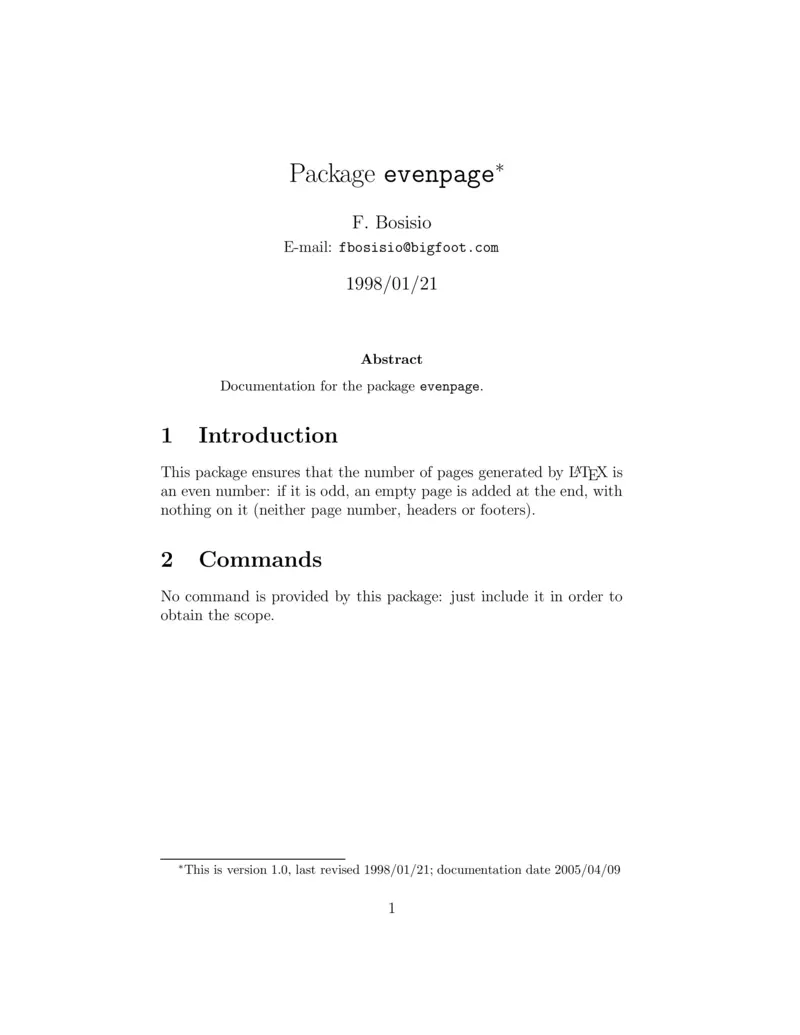 Package evenpage*
F. Bosisio
E-mail: fbosisio@bigfoot.com
1998/01/21
Abstract
Documentation for the package evenpage.
1 Introduction
This package ensures that the number of pages generated by LATEX is
an even number: if it is odd, an empty page is added at the end, with
nothing on it (neither page number, headers or footers).
2 Commands
No command is provided by this package: just include it in order to
obtain the scope.
*This is version 1.0, last revised 1998/01/21; documentation date 2005/04/09
1